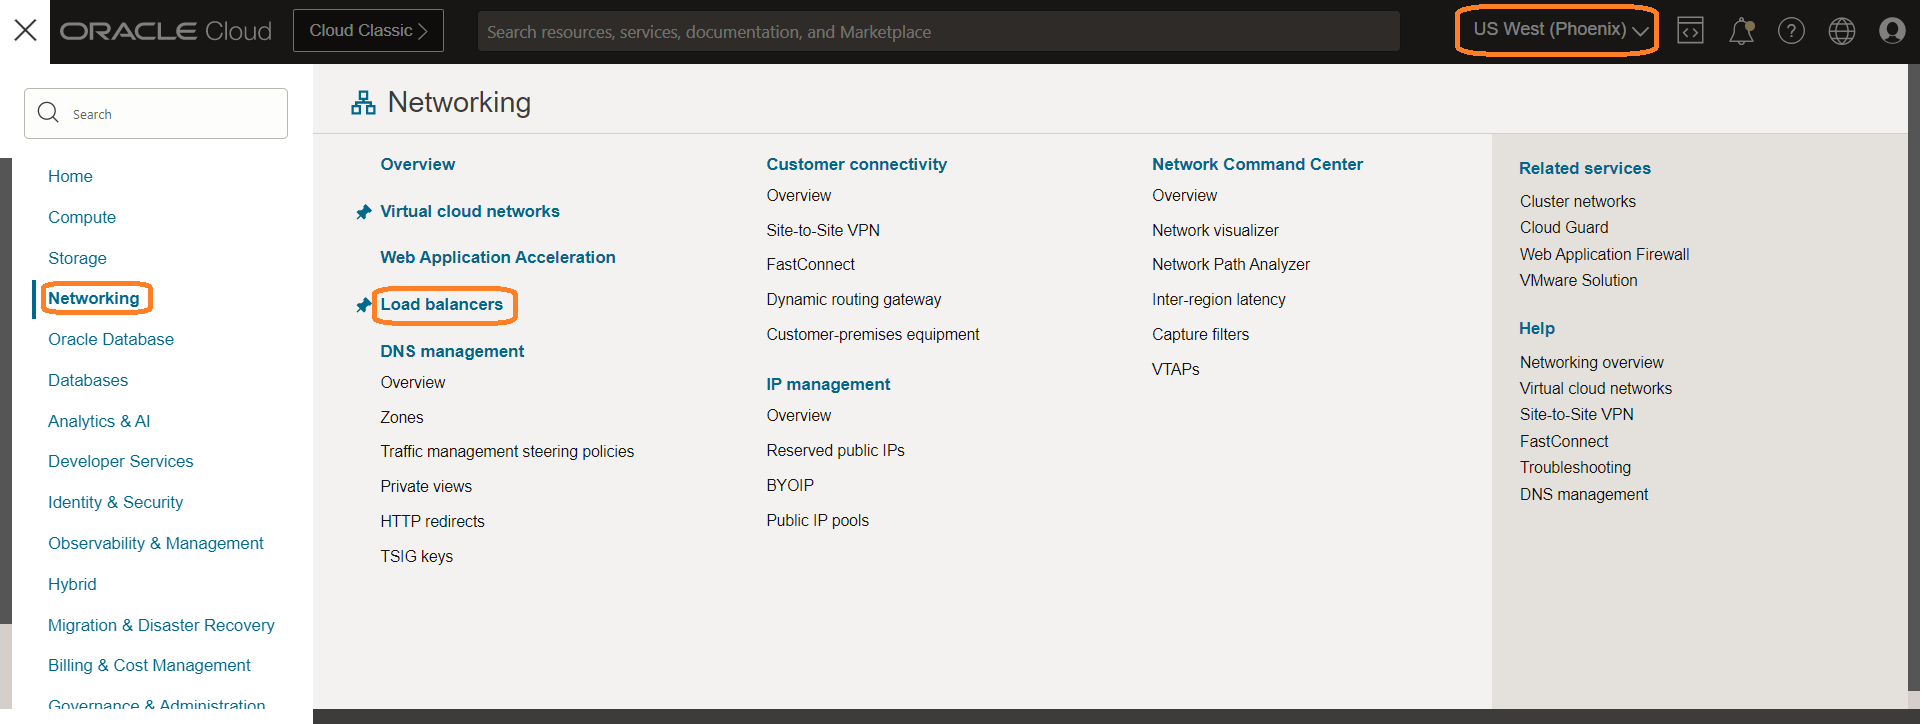 ORACLE Cloud
Cloud Classic
Search resources, services, documentation, and Marketplace
US West (Phoenix)
Search
Home
Compute
Storage
Networking
Oracle Database
Databases
Analytics & AI
Developer Services
Identity & Security
Observability & Management
Hybrid
Migration & Disaster Recovery
Billing & Cost Management
Governance & Administration
Networking
Overview
Virtual cloud networks
Web Application Acceleration
Load balancers
DNS management
Overview
Zones
Traffic management steering policies
Private views
HTTP redirects
TSIG keys
Customer connectivity
Overview
Site-to-Site VPN
FastConnect
Dynamic routing gateway
Customer-premises equipment
IP management
Overview
Reserved public IPs
BYOIP
Public IP pools
Network Command Center
Overview
Network visualizer
Network Path Analyzer
Inter-region latency
Capture filters
VTAPs
Related services
Cluster networks
Cloud Guard
Web Application Firewall
VMware Solution
Help
Networking overview
Virtual cloud networks
Site-to-Site VPN
FastConnect
Troubleshooting
DNS management